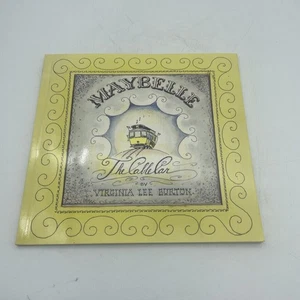 MAYBELLE
The Cable Car
BY
VIRGINIA LEE BURTON